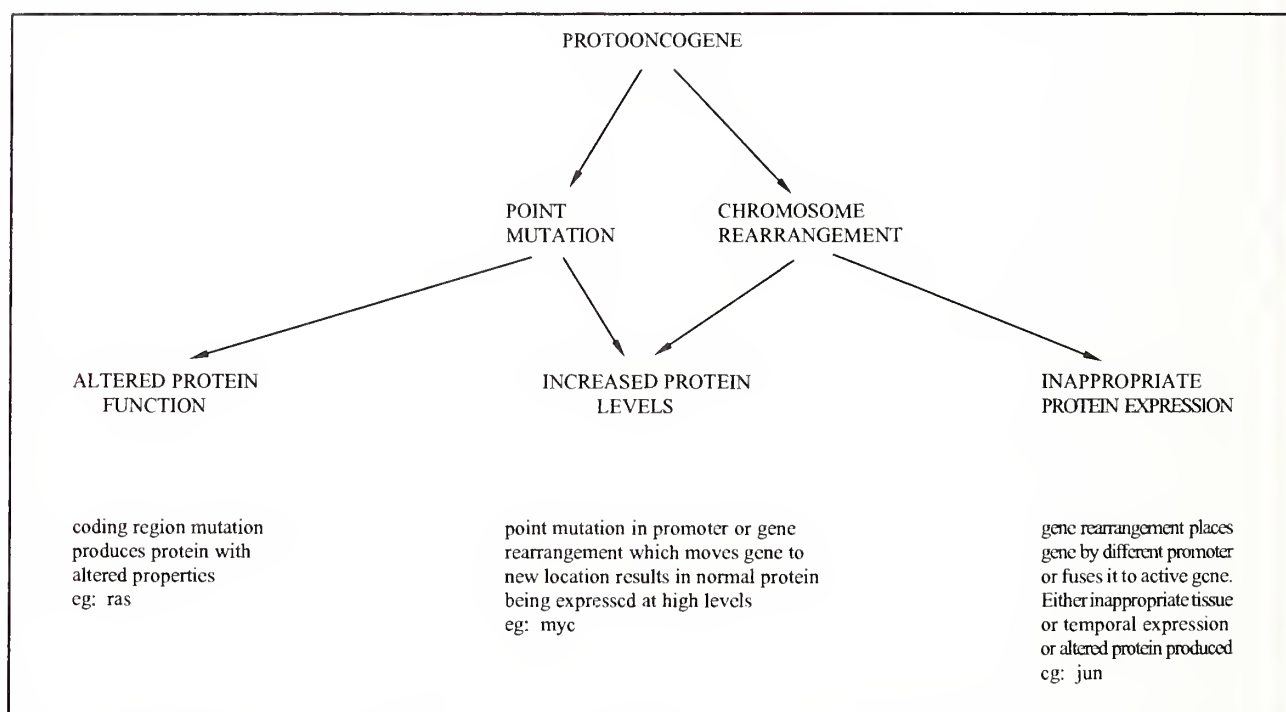 PROTOONCOGENE
POINT
MUTATION
CHROMOSOME
REARRANGEMENT
ALTERED PROTEIN
FUNCTION
INCREASED PROTEIN
LEVELS
INAPPROPRIATE
PROTEIN EXPRESSION
coding region mutation
produces protein with
altered properties
eg: ras
point mutation in promoter or gene
rearrangement which moves gene to
new location results in normal protein
being expressed at high levels
eg: myc
gene rearrangement places
gene by different promoter
or fuses it to active gene.
Either inappropriate tissue
or temporal expression
or altered protein produced
eg: jun